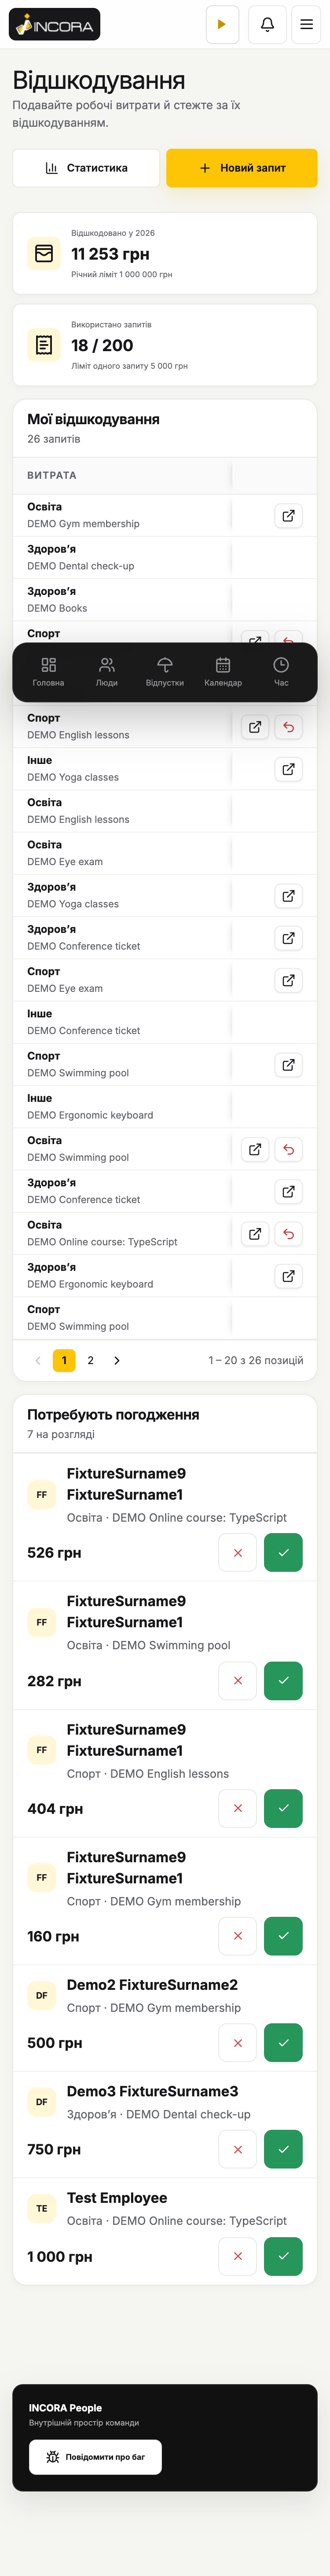 INCORA
Відшкодування
Подавайте робочі витрати й стежте за їх
відшкодуванням.
Статистика
Новий запит
Відшкодовано у 2026
11 253 грн
Річний ліміт 1 000 000 грн
Використано запитів
18 / 200
Ліміт одного запиту 5 000 грн
Мої відшкодування
26 запитів
ВИТРАТА
Освіта
DEMO Gym membership
Здоров’я
DEMO Dental check-up
Здоров’я
DEMO Books
Спорт
Головна
Люди
Відпустки
Календар
Час
Спорт
DEMO English lessons
Інше
DEMO Yoga classes
Освіта
DEMO English lessons
Освіта
DEMO Eye exam
Здоров’я
DEMO Yoga classes
Здоров’я
DEMO Conference ticket
Спорт
DEMO Eye exam
Інше
DEMO Conference ticket
Спорт
DEMO Swimming pool
Інше
DEMO Ergonomic keyboard
Освіта
DEMO Swimming pool
Здоров’я
DEMO Conference ticket
Освіта
DEMO Online course: TypeScript
Здоров’я
DEMO Ergonomic keyboard
Спорт
DEMO Swimming pool
1
2
1 – 20 з 26 позицій
Потребують погодження
7 на розгляді
FF
FixtureSurname9
FixtureSurname1
Освіта · DEMO Online course: TypeScript
526 грн
FF
FixtureSurname9
FixtureSurname1
Освіта · DEMO Swimming pool
282 грн
FF
FixtureSurname9
FixtureSurname1
Спорт · DEMO English lessons
404 грн
FF
FixtureSurname9
FixtureSurname1
Спорт · DEMO Gym membership
160 грн
DF
Demo2 FixtureSurname2
Спорт · DEMO Gym membership
500 грн
DF
Demo3 FixtureSurname3
Здоров’я · DEMO Dental check-up
750 грн
TE
Test Employee
Освіта · DEMO Online course: TypeScript
1 000 грн
INCORA People
Внутрішній простір команди
Повідомити про баг